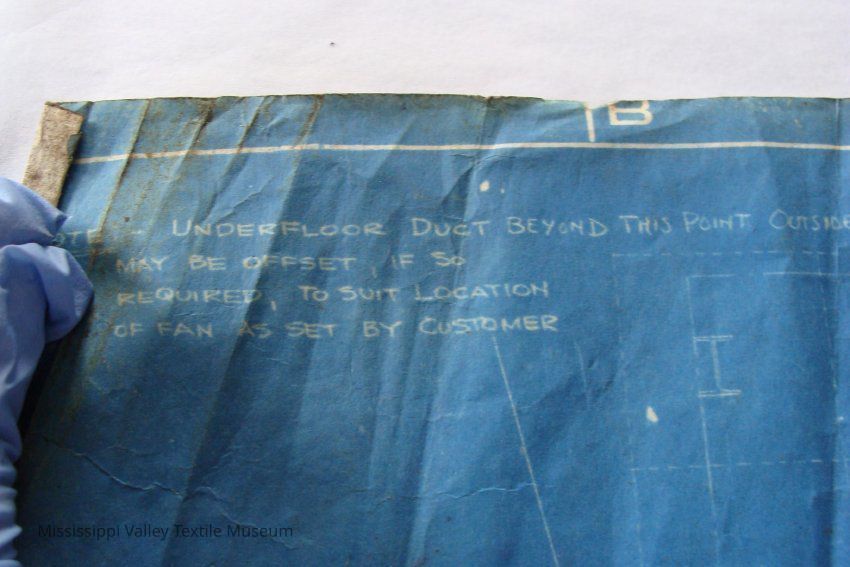 B
UNDERFLOOR DUCT BEYOND THIS POINT OUTSIDE
MAY BE OFFSET, IF SO
REQUIRED, TO SUIT LOCATION
OF FAN AS SET BY CUSTOMER
Mississippi Valley Textile Museum